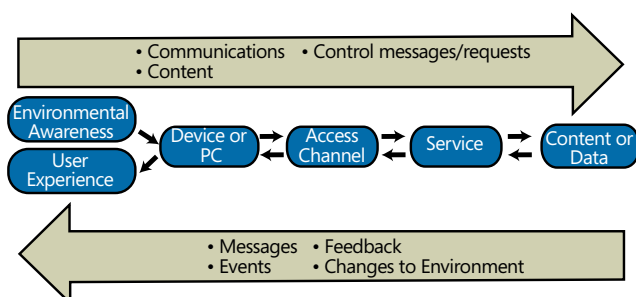 • Communications • Control messages/requests
• Content
Environmental
Awareness
User
Experience
Device or
PC
Access
Channel
Service
Content or
Data
• Messages • Feedback
• Events • Changes to Environment